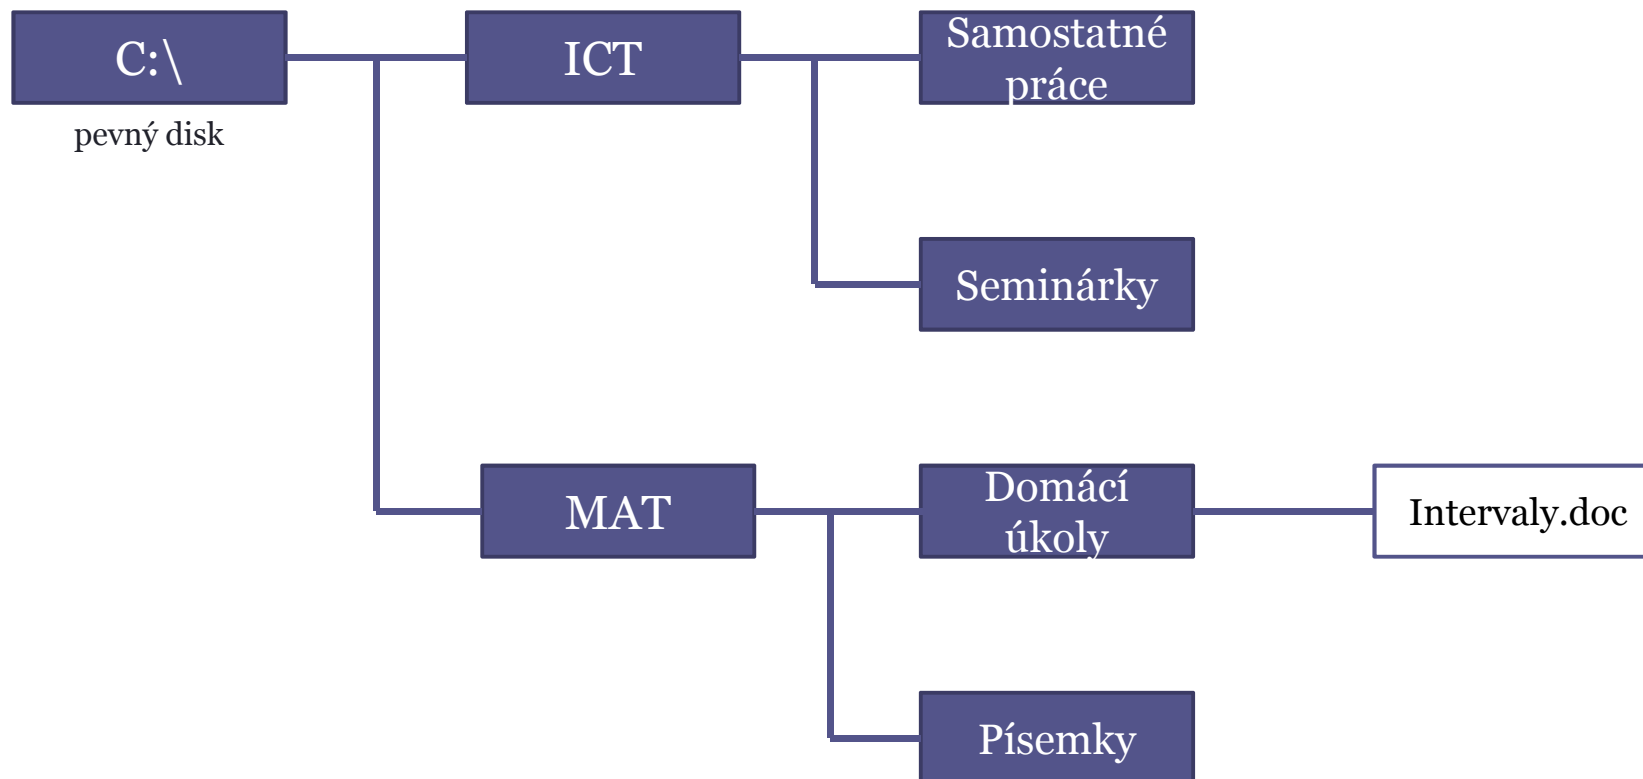 C:\
ICT
Samostatné
práce
pevný disk
Seminárky
MAT
Domácí
úkoly
Intervaly.doc
Písemky